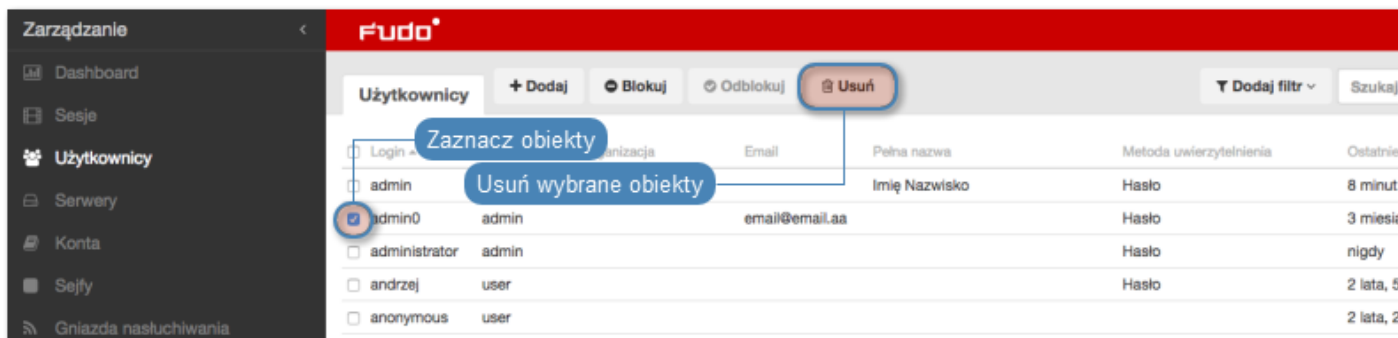 Zarządzanie
FUDO
Dashboard
Użytkownicy
+ Dodaj
Blokuj
Odblokuj
Usuń
Dodaj filtr
Szukaj
Sesje
Zaznacz obiekty
Użytkownicy
Login
Email
Pełna nazwa
Metoda uwierzytelnienia
Usuń wybrane obiekty
admin
Imię Nazwisko
Hasło
8 minut
Serwery
admin0
admin
email@email.aa
Hasło
3 miesia
Konta
administrator
admin
Hasło
nigdy
Sejfy
andrzej
user
Hasło
2 lata, 5
Gniazda nasłuchiwania
anonymous
user
2 lata, 2